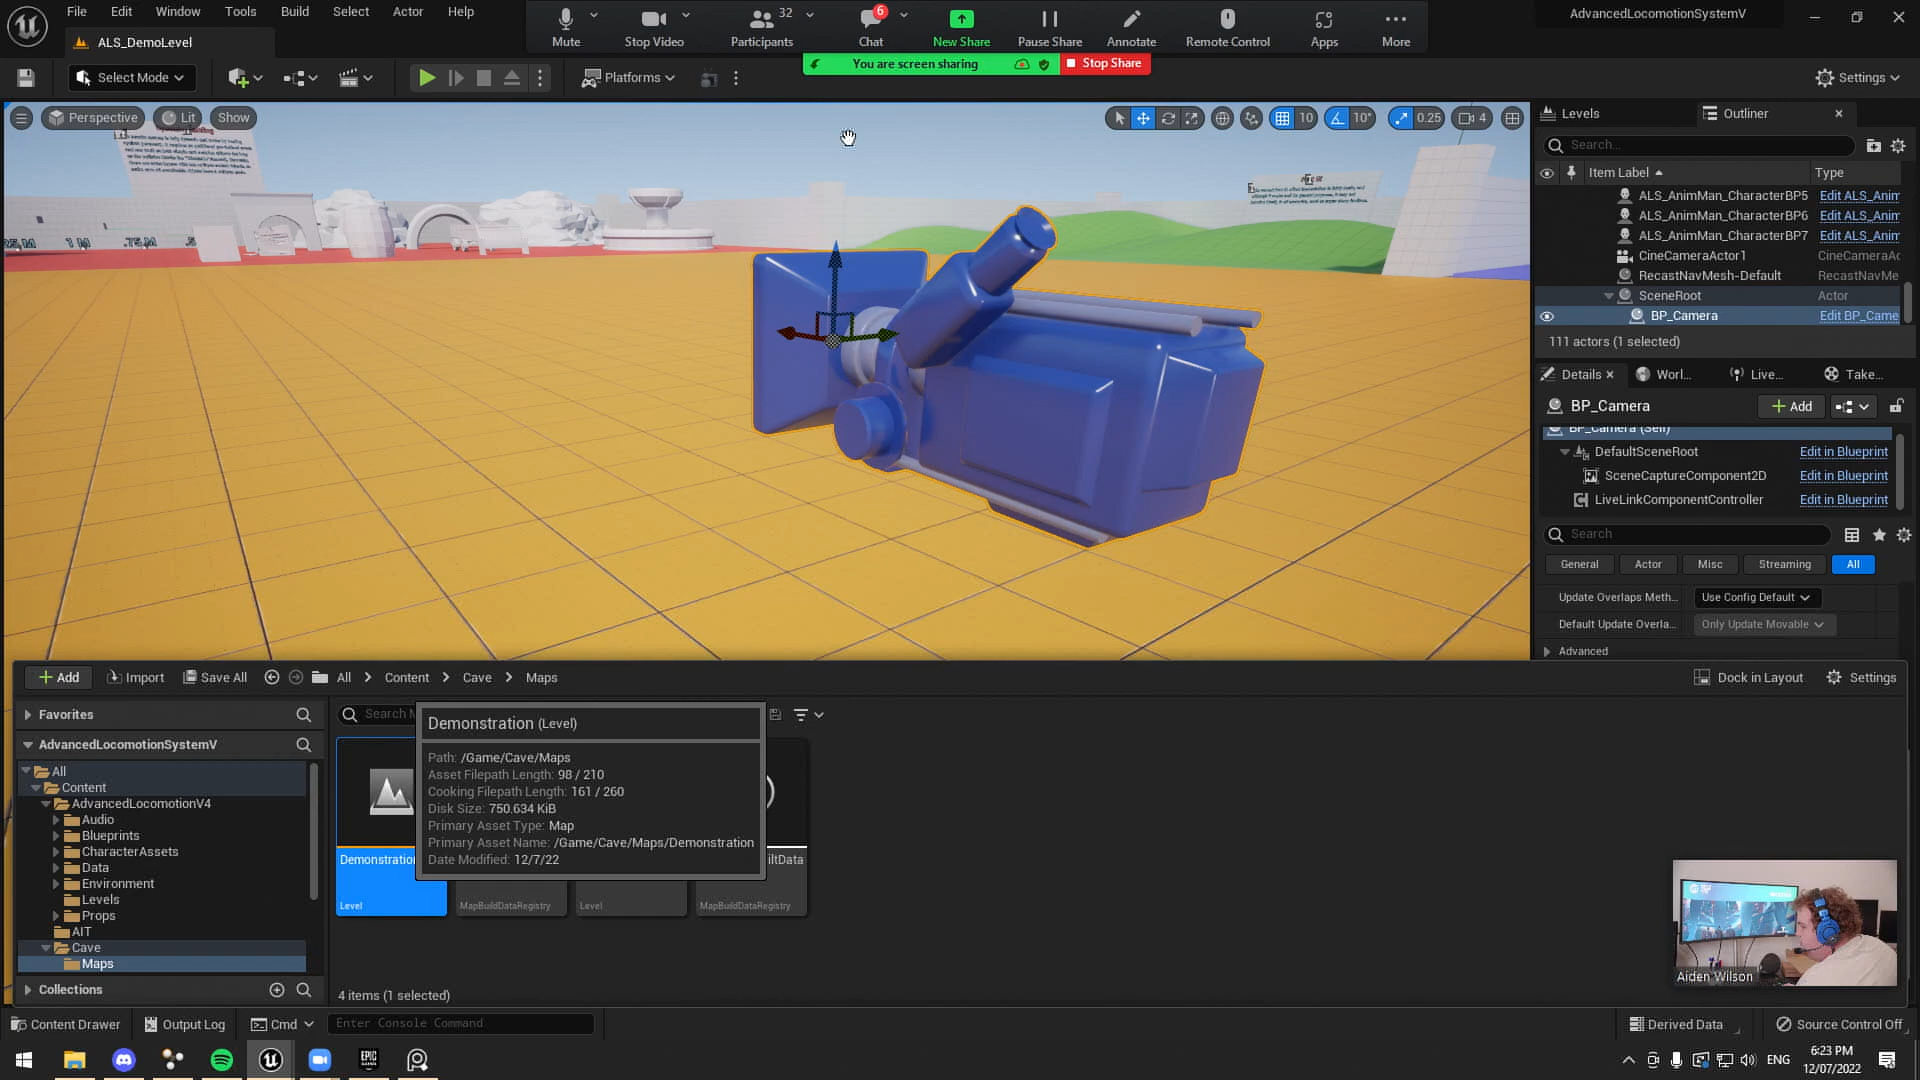 File Edit Window Tools Build Select Actor Help
ALS_DemoLevel
Mute Stop Video Participants 32 Chat 6 New Share Pause Share Annotate Remote Control Apps More
You are screen sharing Stop Share
AdvancedLocomotionSystemV
Select Mode Platforms Settings
Perspective Lit Show
10 10° 0.25 4
.75 M 1 M
Levels Outliner
Search...
Item Label Type
ALS_AnimMan_CharacterBP5 Edit ALS_Anim
ALS_AnimMan_CharacterBP6 Edit ALS_Anim
ALS_AnimMan_CharacterBP7 Edit ALS_Anim
CineCameraActor1 CineCameraAc
RecastNavMesh-Default RecastNavMe
SceneRoot Actor
BP_Camera Edit BP_Came
111 actors (1 selected)
Details Worl... Live... Take...
BP_Camera Add
BP_Camera (Self)
DefaultSceneRoot Edit in Blueprint
SceneCaptureComponent2D Edit in Blueprint
LiveLinkComponentController Edit in Blueprint
Search
General Actor Misc Streaming All
Update Overlaps Meth... Use Config Default
Default Update Overla... Only Update Movable
Advanced
Add Import Save All All Content Cave Maps Dock in Layout Settings
Favorites
AdvancedLocomotionSystemV
All
Content
AdvancedLocomotionV4
Audio
Blueprints
CharacterAssets
Data
Environment
Levels
Props
AIT
Cave
Maps
Collections
Search M
Demonstration (Level)
Path: /Game/Cave/Maps
Asset Filepath Length: 98 / 210
Cooking Filepath Length: 161 / 260
Disk Size: 750.634 KiB
Primary Asset Type: Map
Primary Asset Name: /Game/Cave/Maps/Demonstration
Date Modified: 12/7/22
Demonstration iltData
Level MapBuildDataRegistry Level MapBuildDataRegistry
4 items (1 selected)
Aiden Wilson
Content Drawer Output Log Cmd Enter Console Command Derived Data Source Control Off
EPIC
ENG
6:23 PM
12/07/2022